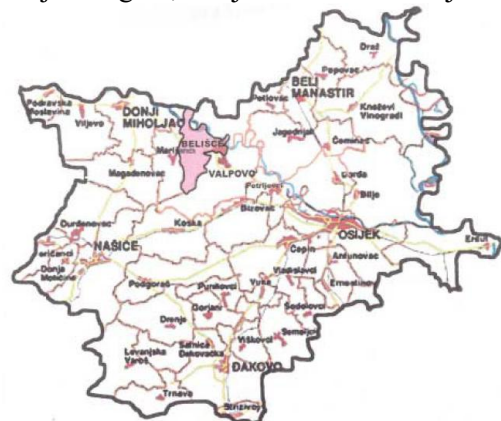 Draž
Popovac
BELI
MANASTIR
Petlovac
Kneževi
Vinogradi
Podravska
Moslavina
Viljevo
DONJI
MIHOLJAC
BELIŠĆE
Jagodnjak
Čeminac
Marijanci
VALPOVO
Magadenovac
Darda
Petrijevci
Bilje
Đurđenovac
Koška
Bizovac
OSIJEK
Erdut
NAŠICE
Čepin
Donja
Motičina
Antunovac
Vladislavci
Podgorač
Punitovci
Vuka
Ernestinovo
Gorjani
Šodolovci
Drenje
Semeljci
Satnica
Đakovačka
Viškovci
Levanjska
Varoš
ĐAKOVO
Trnava
Strizivoj